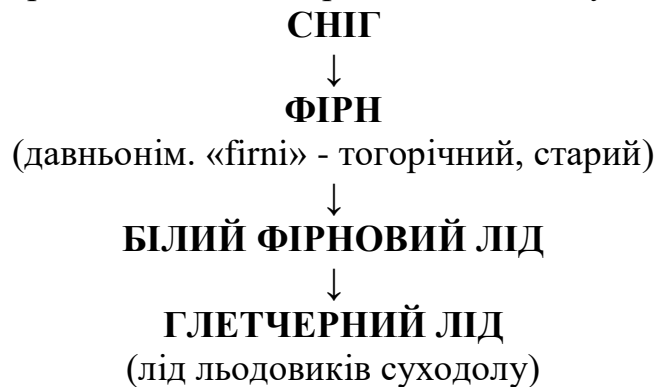 СНІГ
↓
ФІРН
(давньонім. «firni» - тогорічний, старий)
↓
БІЛИЙ ФІРНОВИЙ ЛІД
↓
ГЛЕТЧЕРНИЙ ЛІД
(лід льодовиків суходолу)